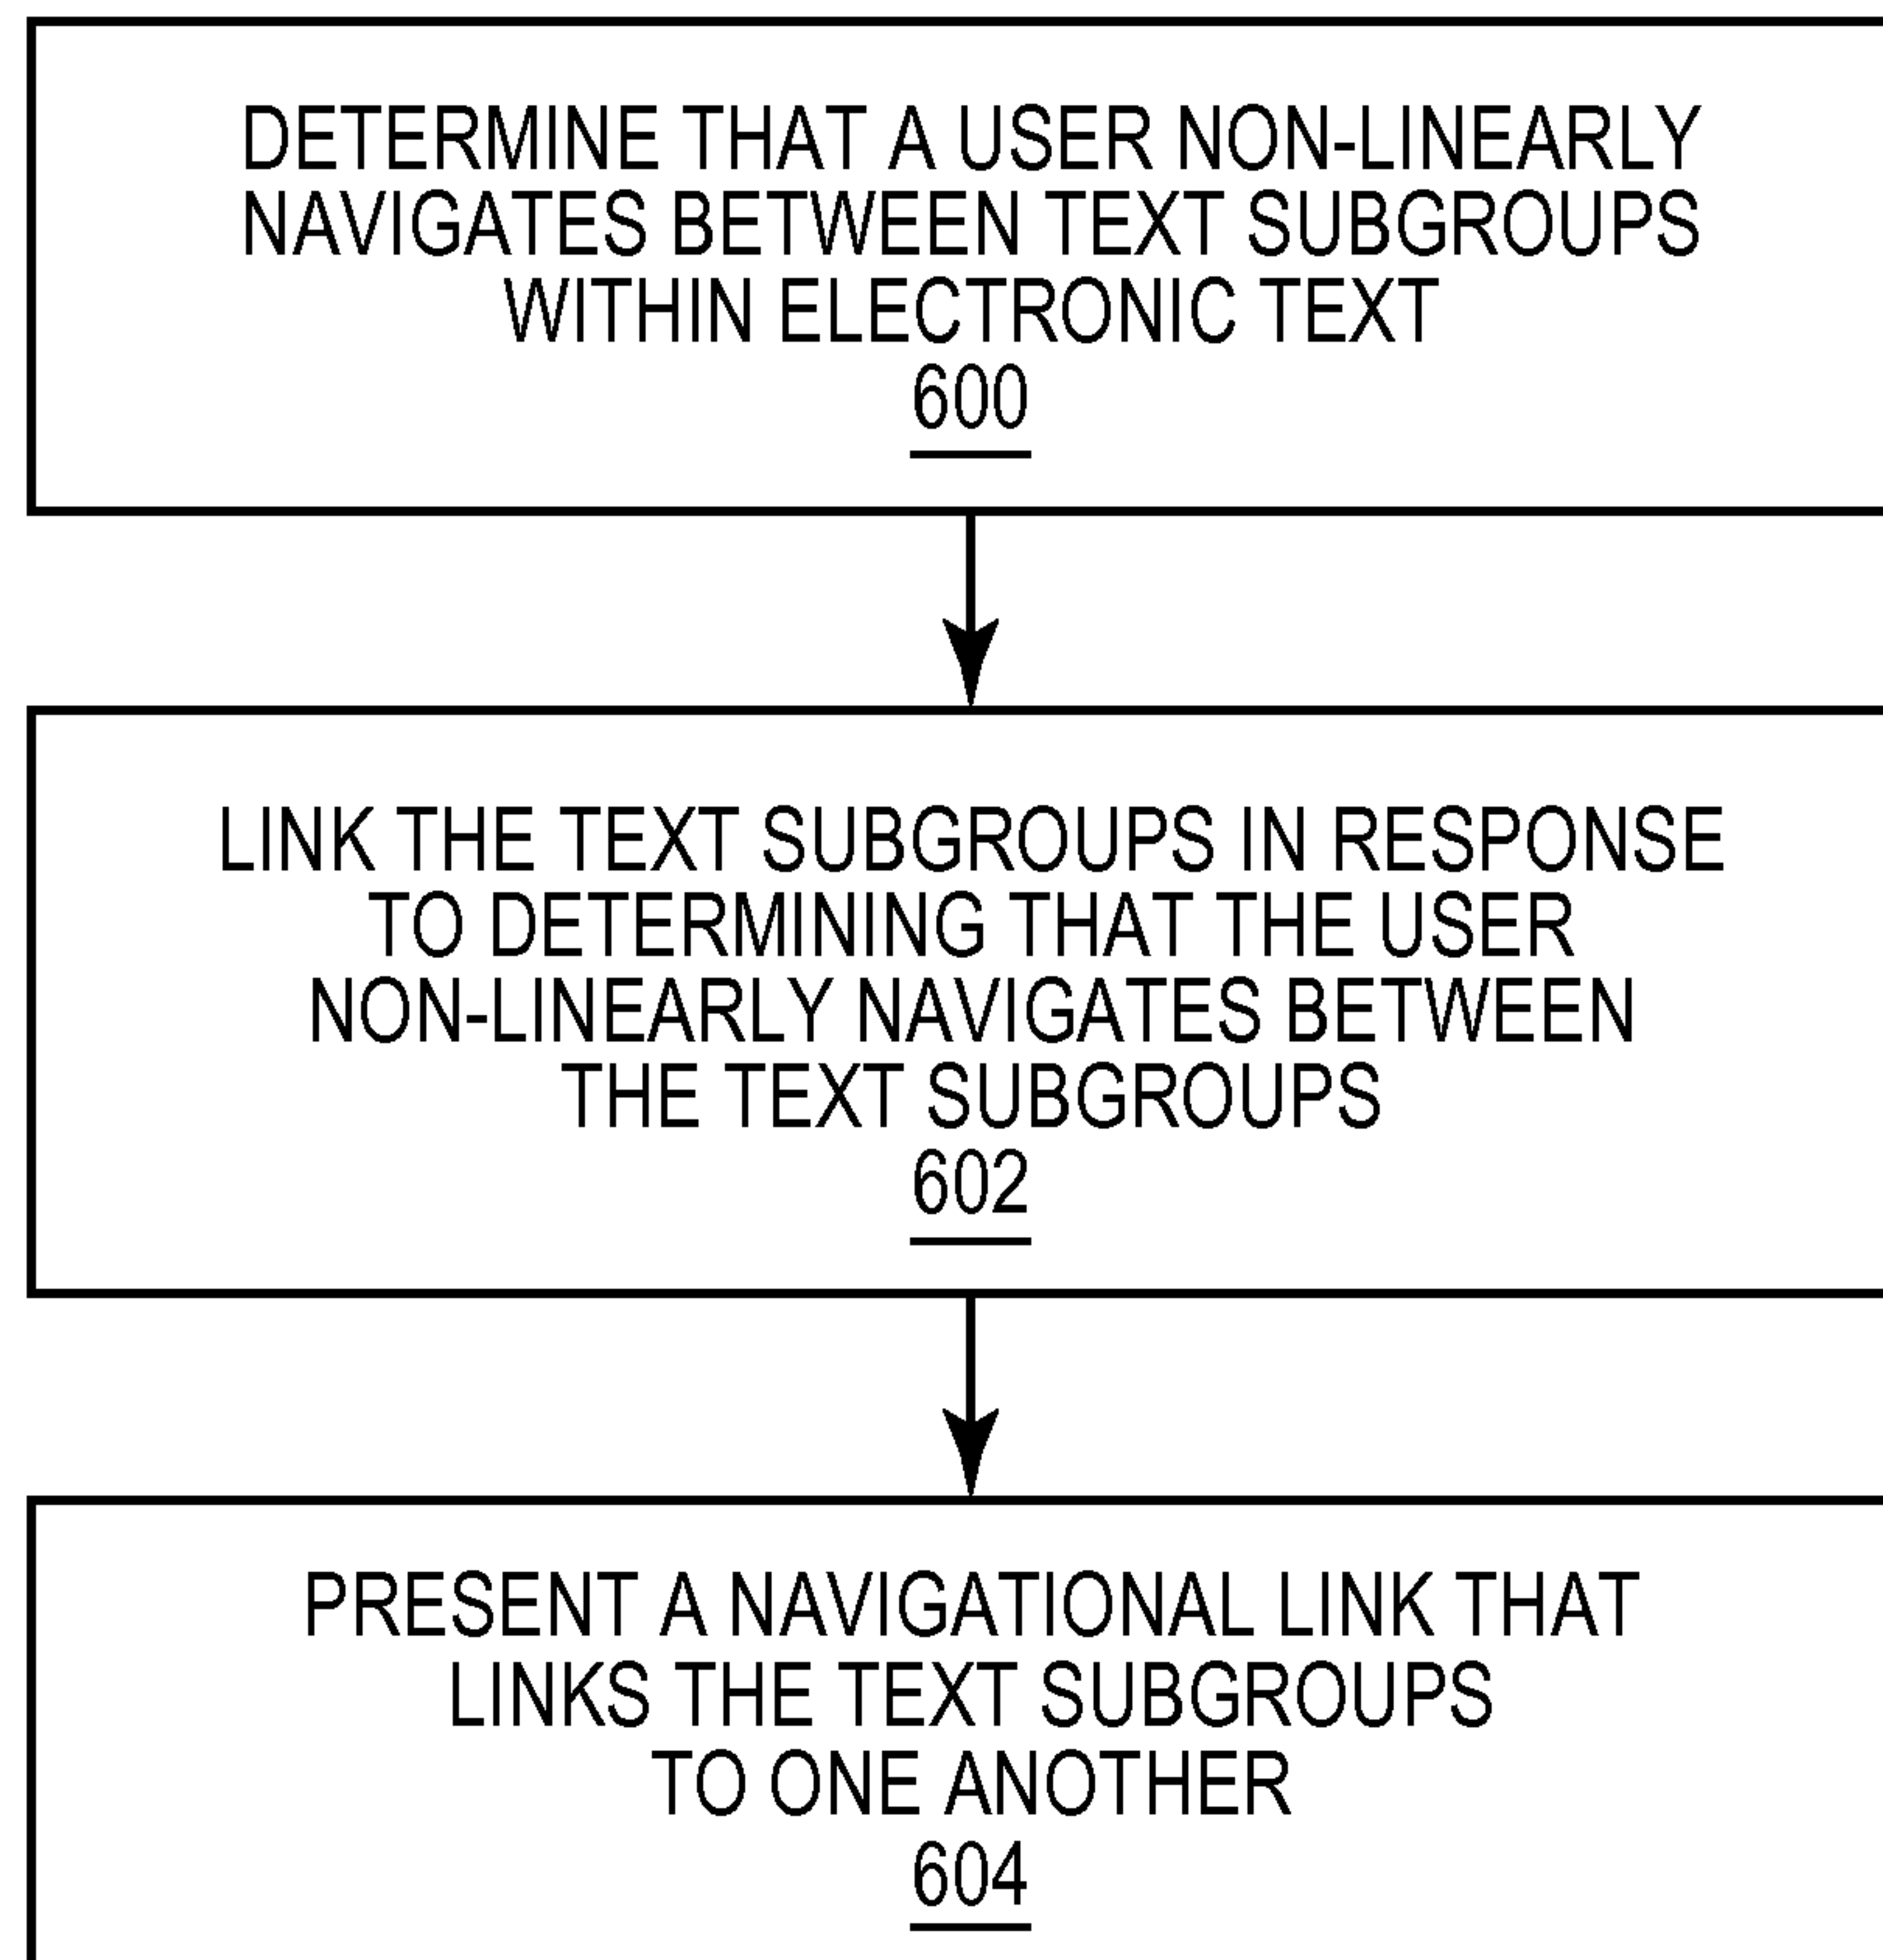 DETERMINE THAT A USER NON-LINEARLY
NAVIGATES BETWEEN TEXT SUBGROUPS
WITHIN ELECTRONIC TEXT
600
LINK THE TEXT SUBGROUPS IN RESPONSE
TO DETERMINING THAT THE USER
NON-LINEARLY NAVIGATES BETWEEN
THE TEXT SUBGROUPS
602
PRESENT A NAVIGATIONAL LINK THAT
LINKS THE TEXT SUBGROUPS
TO ONE ANOTHER
604